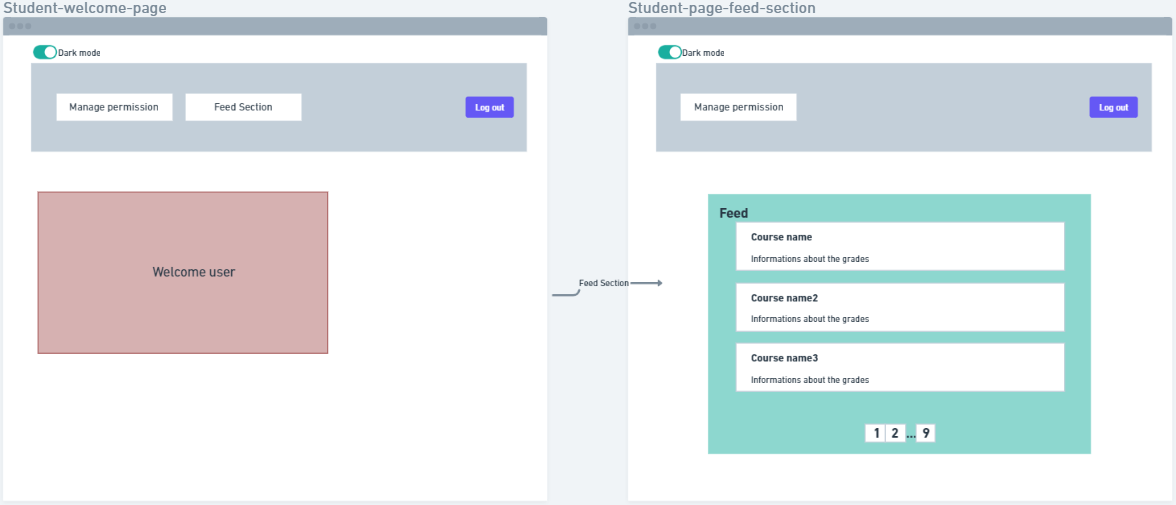 Student-welcome-page
Dark mode
Manage permission
Feed Section
Log out
Welcome user
Feed Section
Student-page-feed-section
Dark mode
Manage permission
Log out
Feed
Course name
Informations about the grades
Course name2
Informations about the grades
Course name3
Informations about the grades
1 2 ... 9